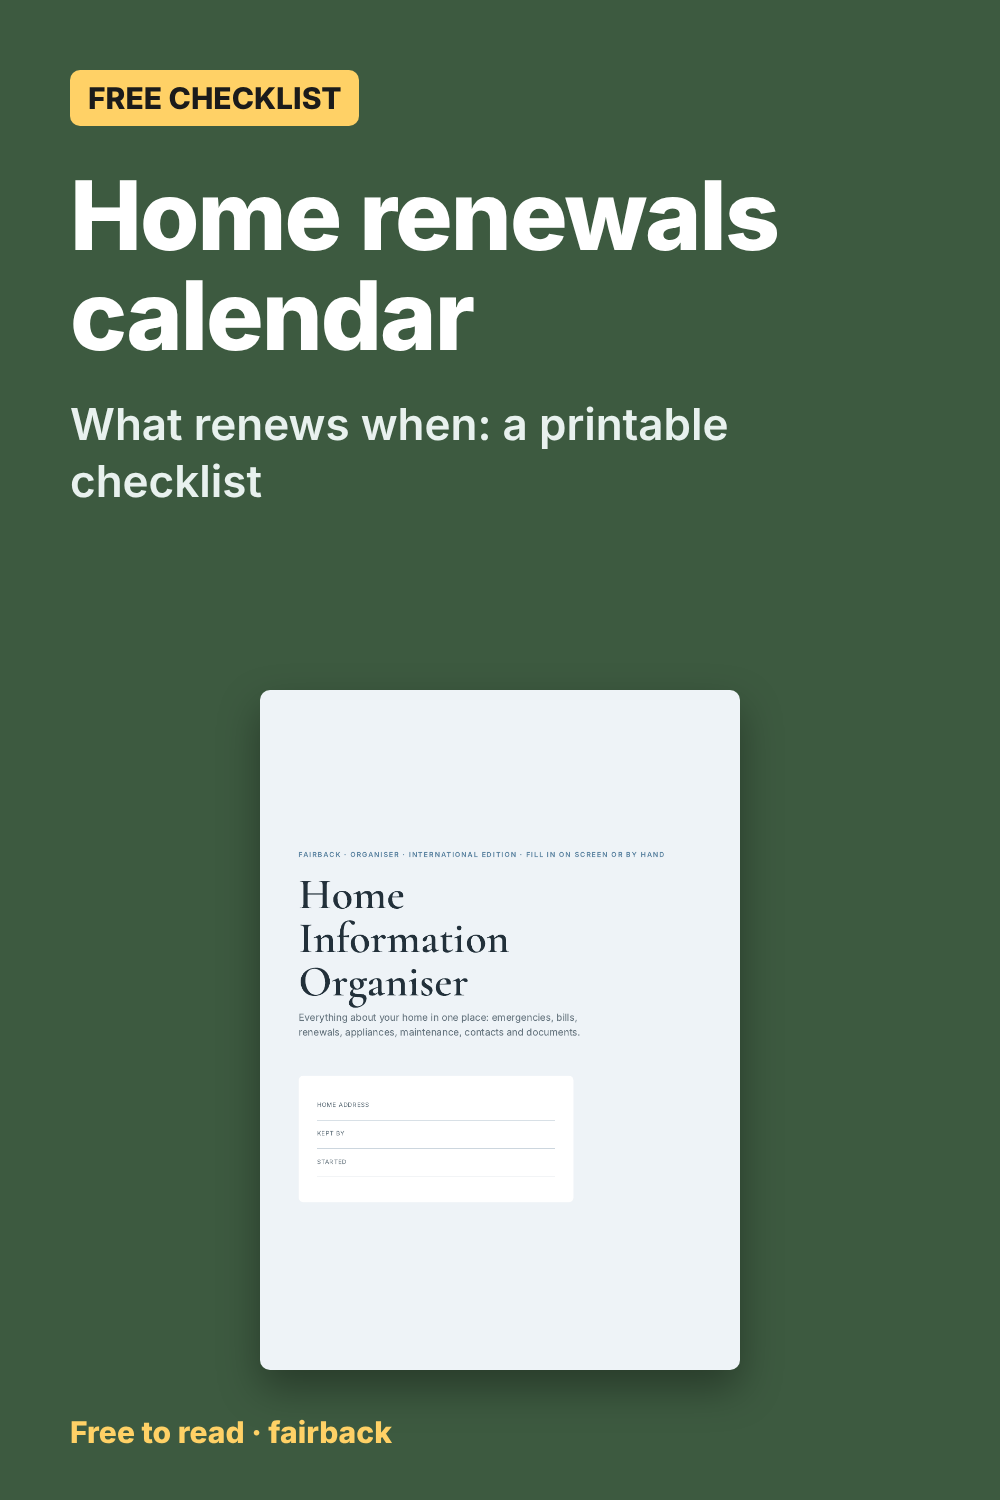 FREE CHECKLIST
Home renewals
calendar
What renews when: a printable
checklist
FAIRBACK · ORGANISER · INTERNATIONAL EDITION · FILL IN ON SCREEN OR BY HAND
Home
Information
Organiser
Everything about your home in one place: emergencies, bills,
renewals, appliances, maintenance, contacts and documents.
HOME ADDRESS
KEPT BY
STARTED
Free to read · fairback